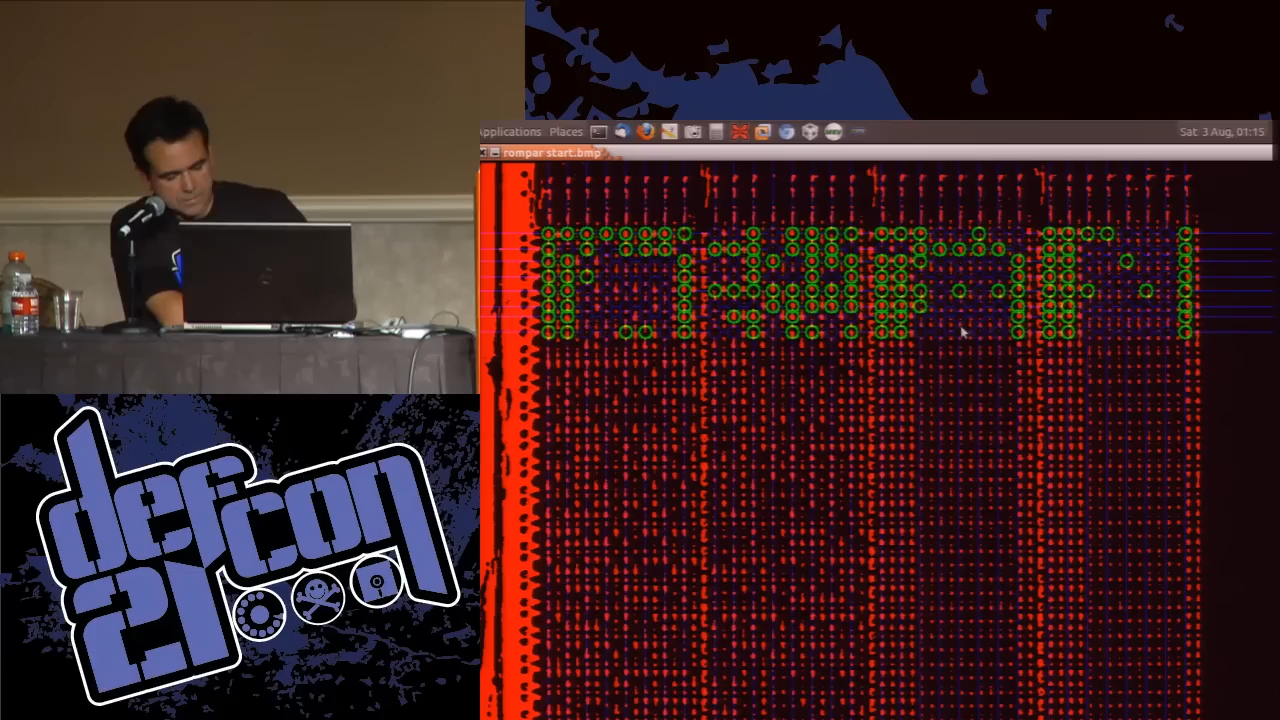 Applications Places Sat 3 Aug, 01:15
rompar start.bmp
defcon
21